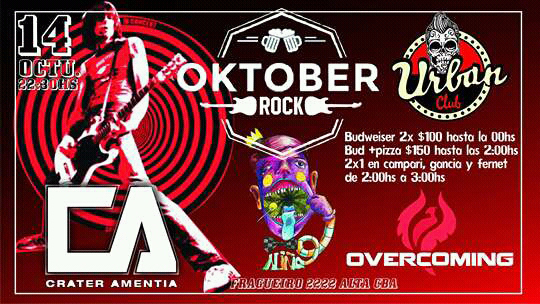 14
OCTU.
22:30HS
OKTOBER
ROCK
Urban
Club
Budweiser 2x $100 hasta la 00hs
Bud +pizza $150 hasta las 2:00hs
2x1 en campari, gancia y fernet
de 2:00hs a 3:00hs
CA
CRATER AMENTIA
OVERCOMING
FRAGUEIRO 2222 ALTA CBA